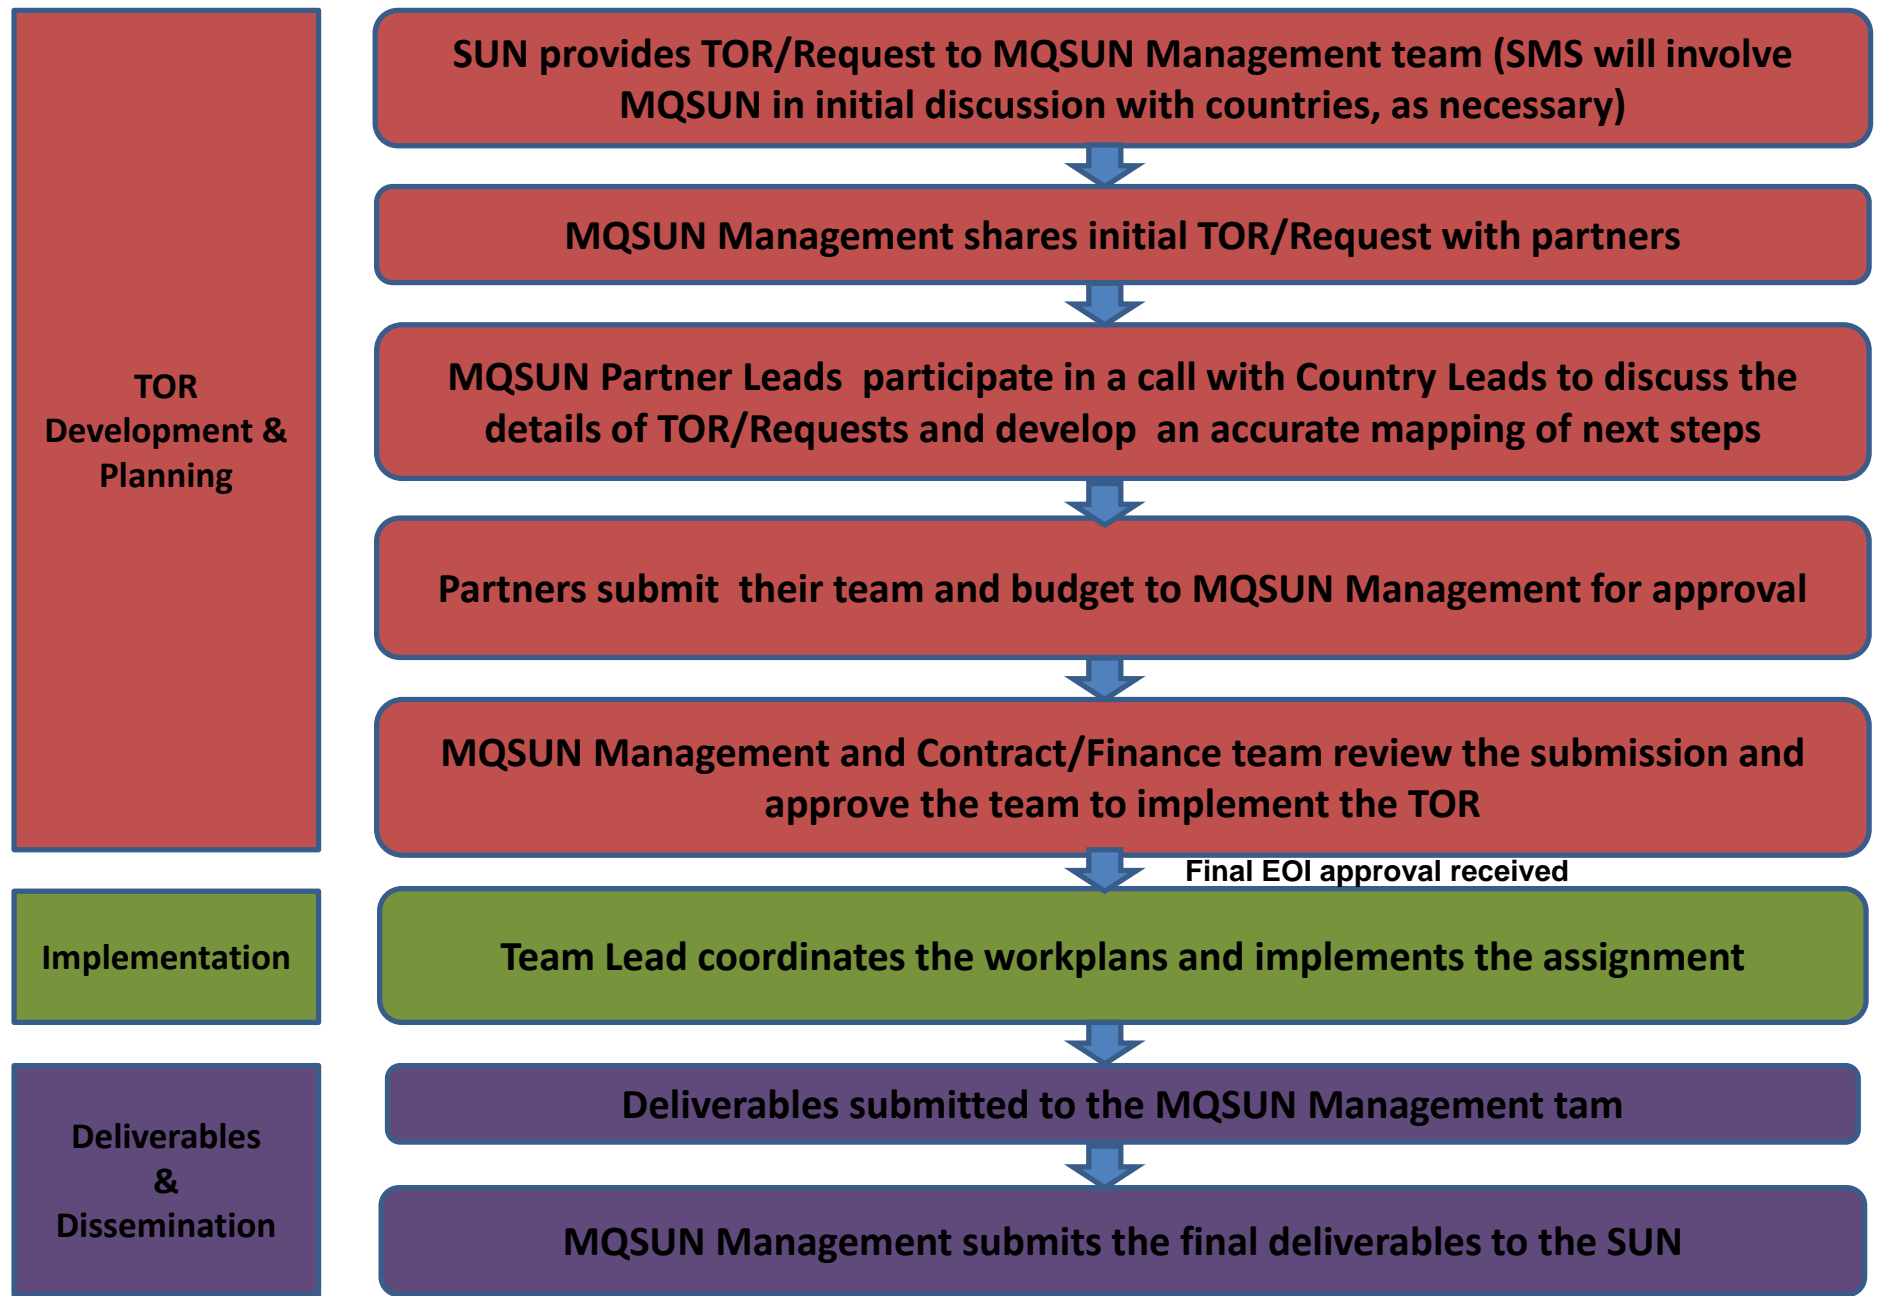 SUN provides TOR/Request to MQSUN Management team (SMS will involve
MQSUN in initial discussion with countries, as necessary)
MQSUN Management shares initial TOR/Request with partners
TOR
Development &
Planning
MQSUN Partner Leads  participate in a call with Country Leads to discuss the
details of TOR/Requests and develop  an accurate mapping of next steps
Partners submit  their team and budget to MQSUN Management for approval
MQSUN Management and Contract/Finance team review the submission and
approve the team to implement the TOR
Final EOI approval received
Implementation
Team Lead coordinates the workplans and implements the assignment
Deliverables
&
Dissemination
Deliverables submitted to the MQSUN Management tam
MQSUN Management submits the final deliverables to the SUN